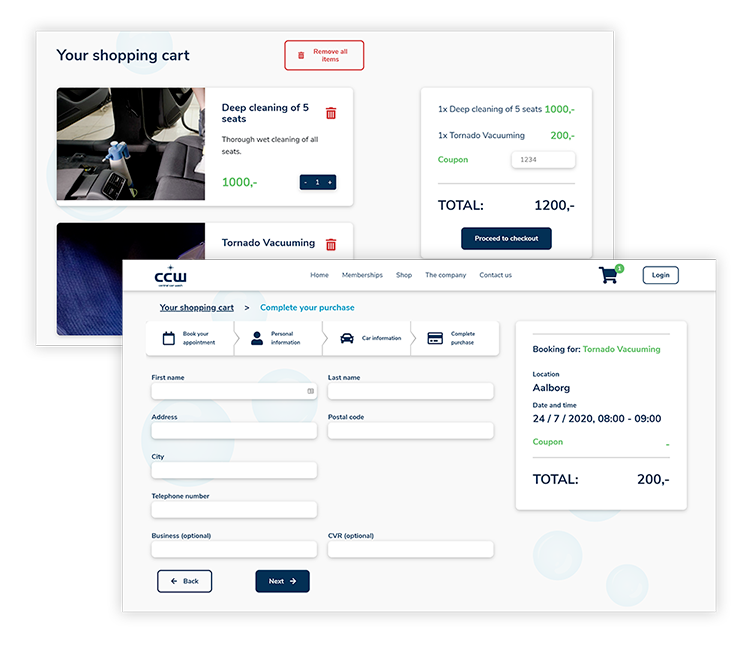 Your shopping cart
Remove all
items
Deep cleaning of 5
seats
Thorough wet cleaning of all
seats.
1000,-
- 1 +
1x Deep cleaning of 5 seats 1000,-
1x Tornado Vacuuming 200,-
Coupon 1234
TOTAL: 1200,-
Proceed to checkout
Tornado Vacuuming
CCW
Home Memberships Shop The company Contact us
1
Login
Your shopping cart > Complete your purchase
Book your
appointment
Personal
information
Car information
Complete
purchase
First name Last name
Address Postal code
City
Telephone number
Business (optional) CVR (optional)
Back
Next
Booking for: Tornado Vacuuming
Location
Aalborg
Date and time
24 / 7 / 2020, 08:00 - 09:00
Coupon -
TOTAL: 200,-